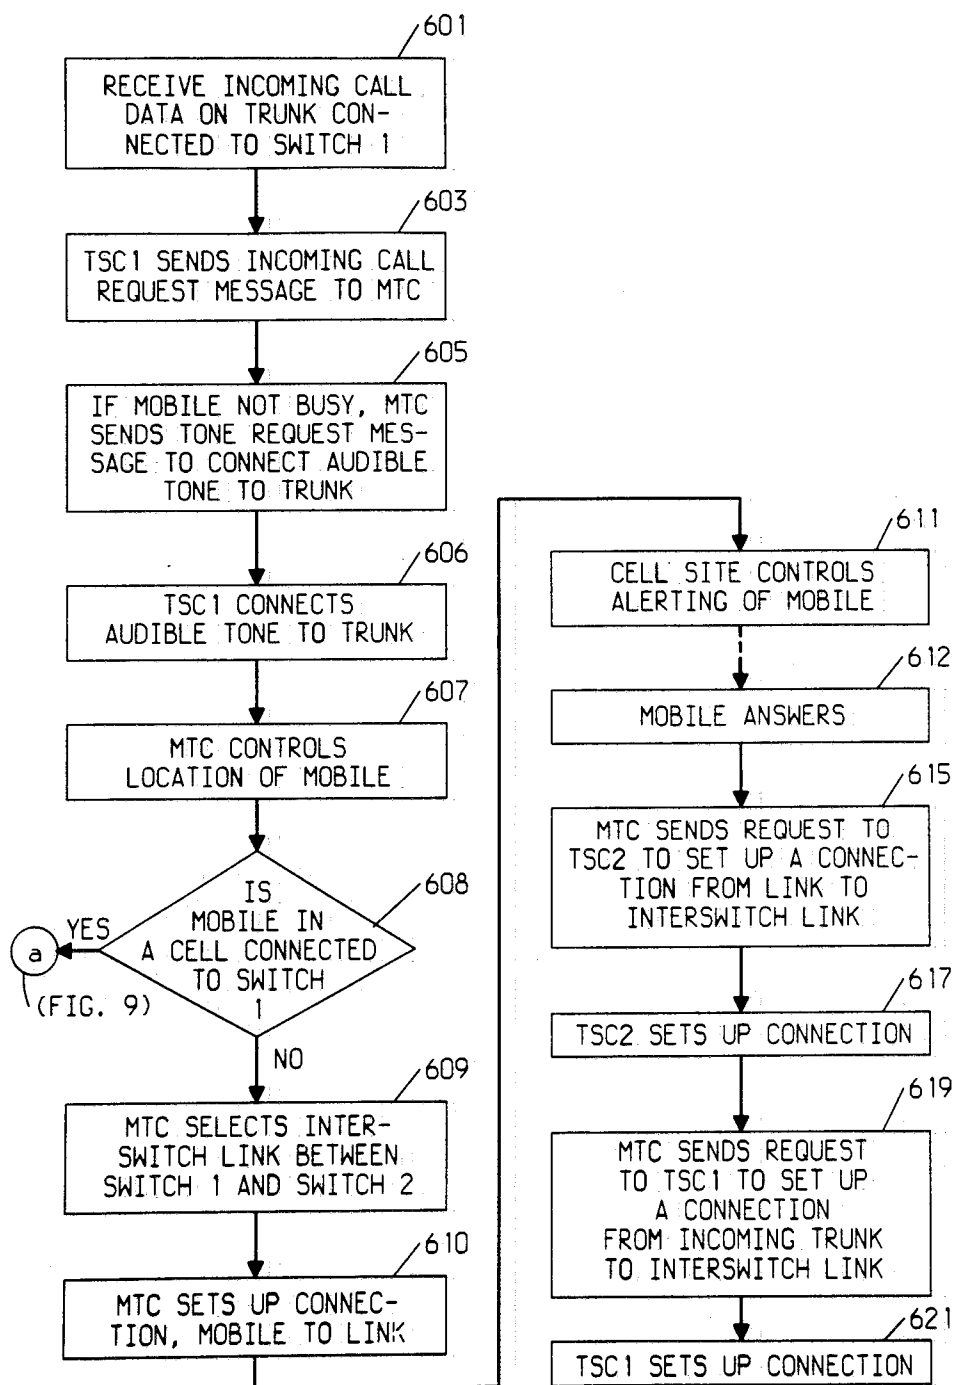 601
RECEIVE INCOMING CALL
DATA ON TRUNK CON-
NECTED TO SWITCH 1
603
TSC1 SENDS INCOMING CALL
REQUEST MESSAGE TO MTC
605
IF MOBILE NOT BUSY, MTC
SENDS TONE REQUEST MES-
SAGE TO CONNECT AUDIBLE
TONE TO TRUNK
606
TSC1 CONNECTS
AUDIBLE TONE TO TRUNK
607
MTC CONTROLS
LOCATION OF MOBILE
608
IS
MOBILE IN
A CELL CONNECTED
TO SWITCH
1
YES
a
(FIG. 9)
NO
609
MTC SELECTS INTER-
SWITCH LINK BETWEEN
SWITCH 1 AND SWITCH 2
610
MTC SETS UP CONNEC-
TION, MOBILE TO LINK
611
CELL SITE CONTROLS
ALERTING OF MOBILE
612
MOBILE ANSWERS
615
MTC SENDS REQUEST TO
TSC2 TO SET UP A CONNEC-
TION FROM LINK TO
INTERSWITCH LINK
617
TSC2 SETS UP CONNECTION
619
MTC SENDS REQUEST
TO TSC1 TO SET UP
A CONNECTION
FROM INCOMING TRUNK
TO INTERSWITCH LINK
621
TSC1 SETS UP CONNECTION